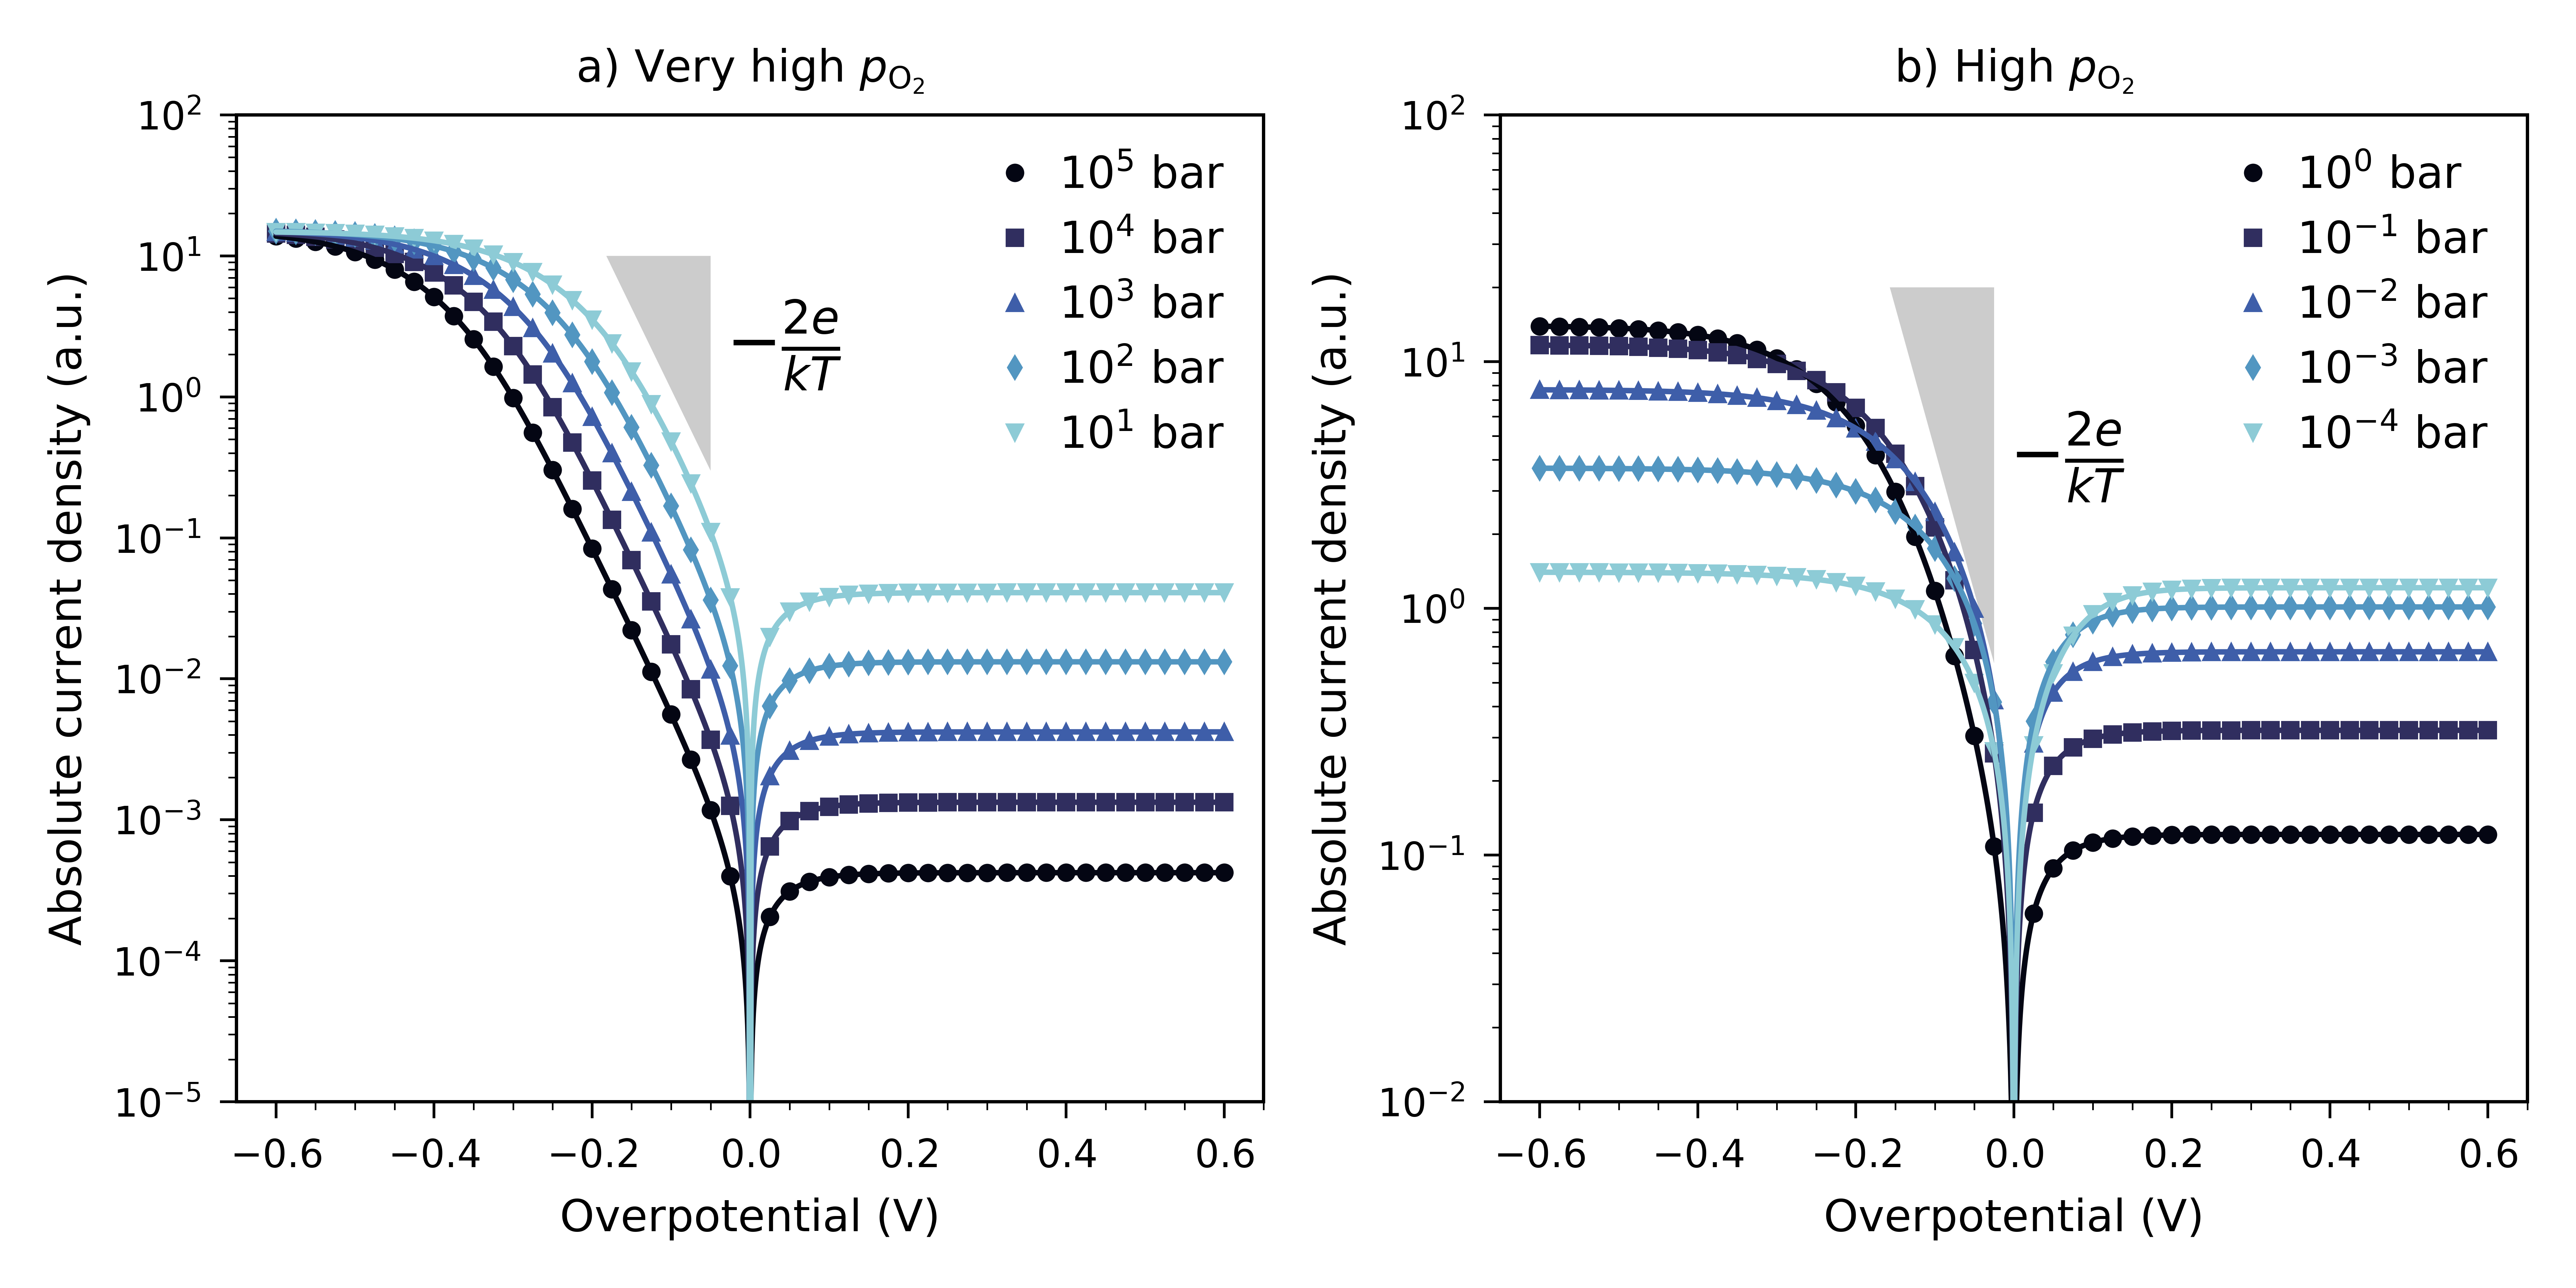 a) Very high pO₂
10²
10¹
10⁰
10⁻¹
10⁻²
10⁻³
10⁻⁴
10⁻⁵
Absolute current density (a.u.)
10⁵ bar
10⁴ bar
10³ bar
10² bar
10¹ bar
−2e/kT
−0.6 −0.4 −0.2 0.0 0.2 0.4 0.6
Overpotential (V)
b) High pO₂
10²
10¹
10⁰
10⁻¹
10⁻²
Absolute current density (a.u.)
10⁰ bar
10⁻¹ bar
10⁻² bar
10⁻³ bar
10⁻⁴ bar
−2e/kT
−0.6 −0.4 −0.2 0.0 0.2 0.4 0.6
Overpotential (V)